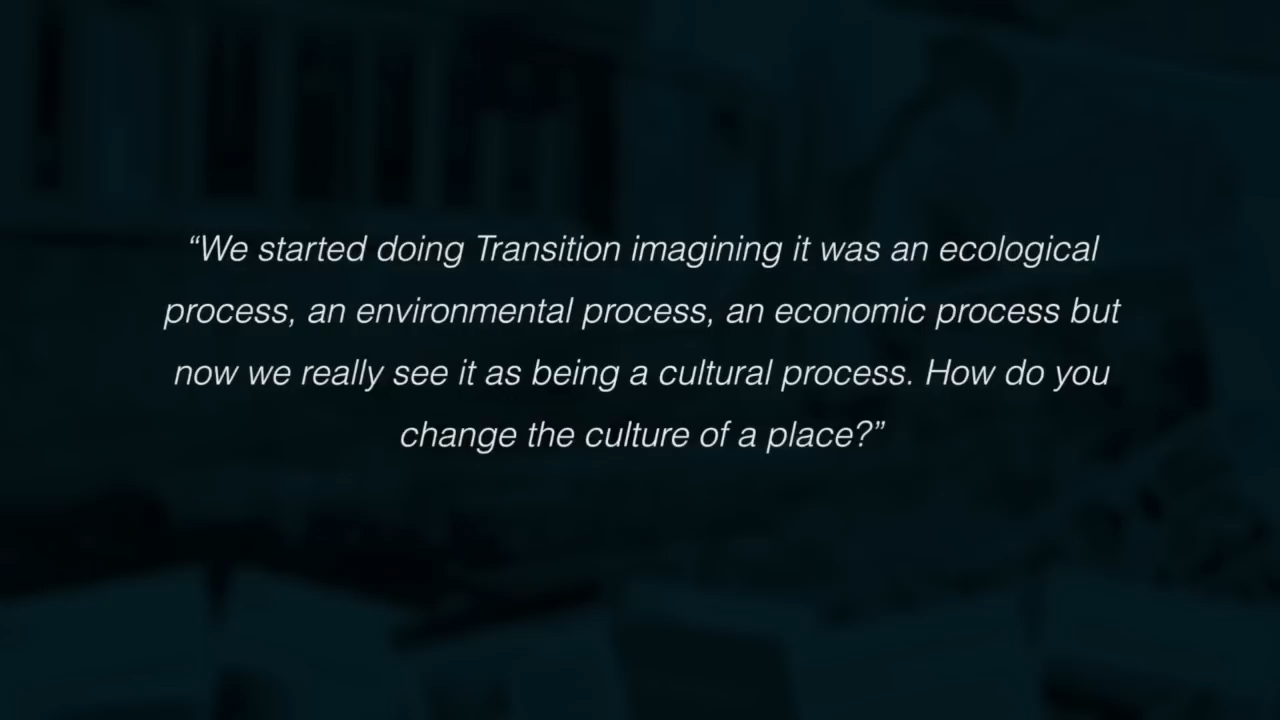 “We started doing Transition imagining it was an ecological
process, an environmental process, an economic process but
now we really see it as being a cultural process. How do you
change the culture of a place?”